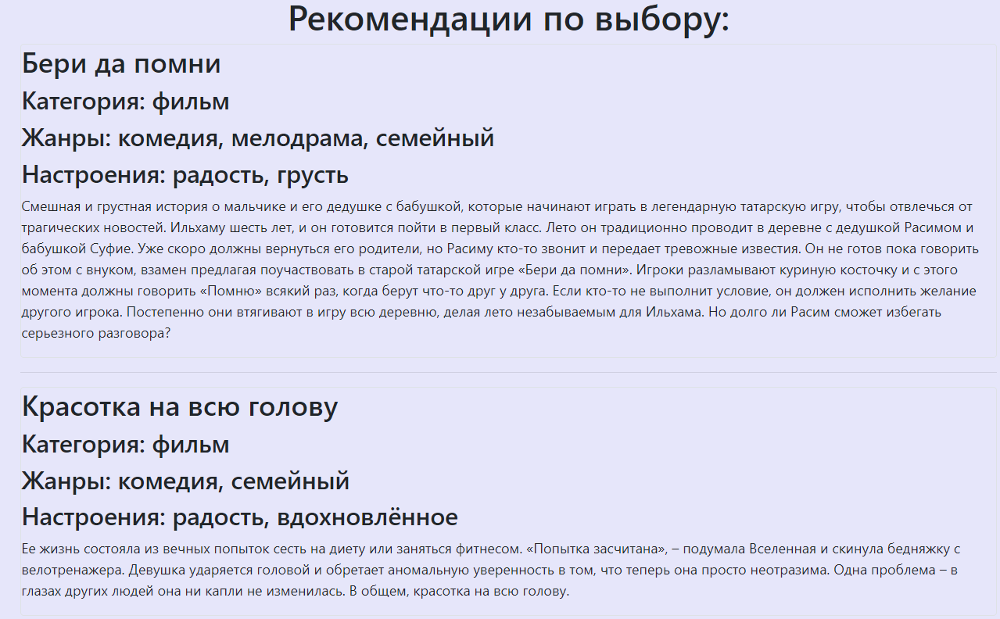 Рекомендации по выбору:
Бери да помни
Категория: фильм
Жанры: комедия, мелодрама, семейный
Настроения: радость, грусть
Смешная и грустная история о мальчике и его дедушке с бабушкой, которые начинают играть в легендарную татарскую игру, чтобы отвлечься от
трагических новостей. Ильхаму шесть лет, и он готовится пойти в первый класс. Лето он традиционно проводит в деревне с дедушкой Расимом и
бабушкой Суфие. Уже скоро должны вернуться его родители, но Расиму кто-то звонит и передает тревожные известия. Он не готов пока говорить
об этом с внуком, взамен предлагая поучаствовать в старой татарской игре «Бери да помни». Игроки разламывают куриную косточку и с этого
момента должны говорить «Помню» всякий раз, когда берут что-то друг у друга. Если кто-то не выполнит условие, он должен исполнить желание
другого игрока. Постепенно они втягивают в игру всю деревню, делая лето незабываемым для Ильхама. Но долго ли Расим сможет избегать
серьезного разговора?
Красотка на всю голову
Категория: фильм
Жанры: комедия, семейный
Настроения: радость, вдохновлённое
Ее жизнь состояла из вечных попыток сесть на диету или заняться фитнесом. «Попытка засчитана», – подумала Вселенная и скинула бедняжку с
велотренажера. Девушка ударяется головой и обретает аномальную уверенность в том, что теперь она просто неотразима. Одна проблема – в
глазах других людей она ни капли не изменилась. В общем, красотка на всю голову.